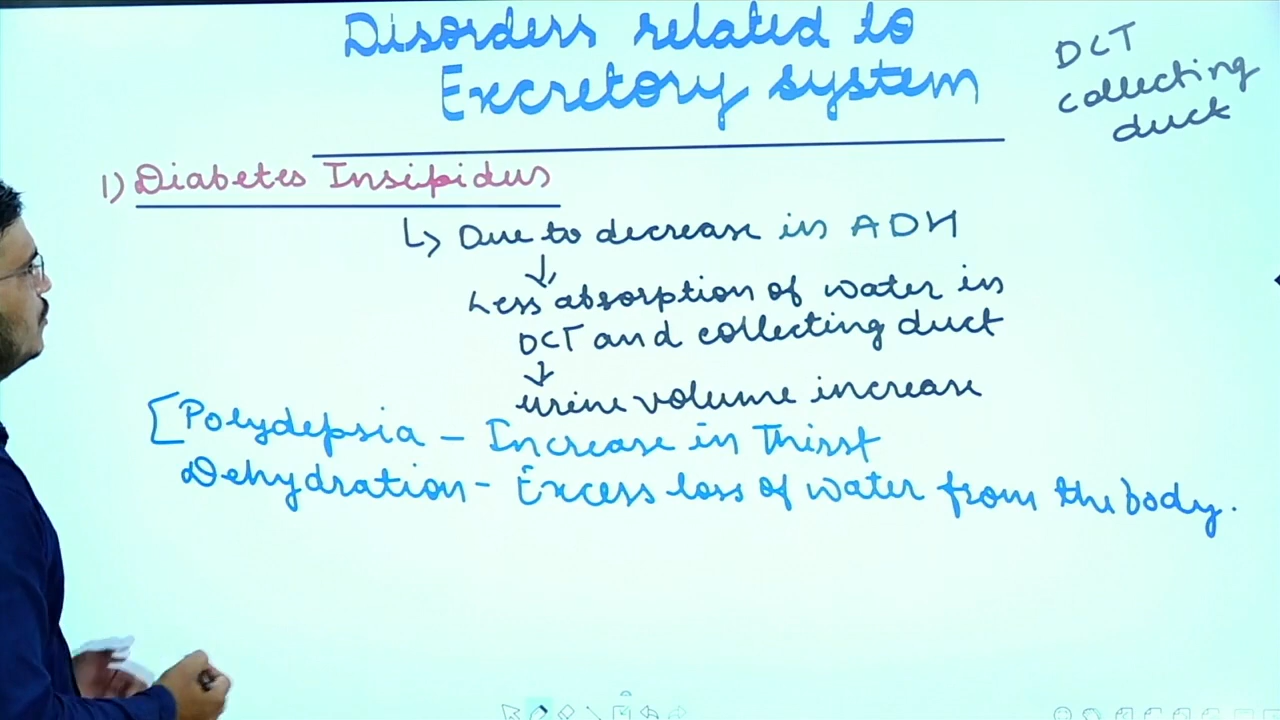 Disorders related to
Excretory system
DCT
collecting
duct
1) Diabetes Insipidus
↳ Due to decrease in ADH
↓
Less absorption of water in
DCT and collecting duct
↓
urine volume increase
[Polydepsia – Increase in Thirst
Dehydration - Excess loss of water from the body.